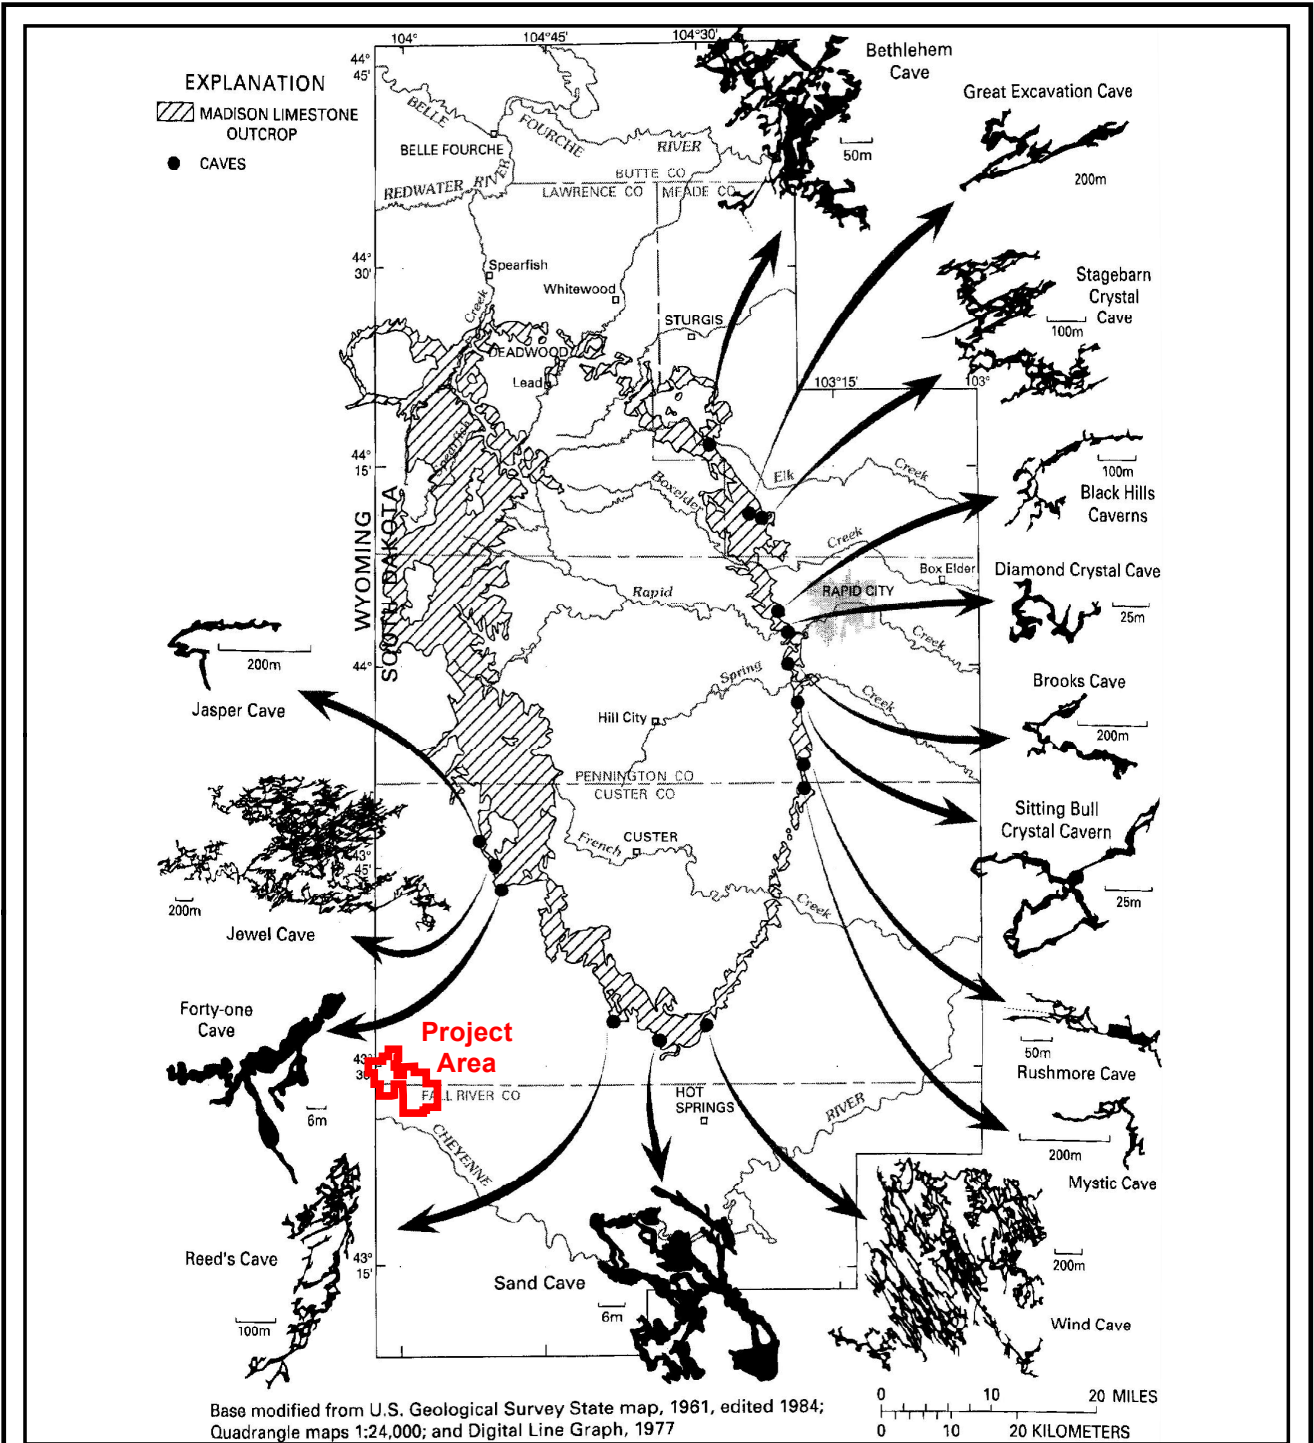 104°
104°45'
104°30'
44°
45'
EXPLANATION
MADISON LIMESTONE
OUTCROP
CAVES
BELLE
FOURCHE
RIVER
BELLE FOURCHE
REDWATER RIVER
BUTTE CO
LAWRENCE CO
MEADE CO
Bethlehem
Cave
50m
Great Excavation Cave
200m
44°
30'
Spearfish
Creek
Whitewood
STURGIS
Stagebarn
Crystal
Cave
100m
DEADWOOD
Lead
103°15'
103°
Spearfish
44°
15'
Boxelder
Elk
Creek
100m
Black Hills
Caverns
WYOMING
SOUTH DAKOTA
Creek
Box Elder
Diamond Crystal Cave
25m
Rapid
RAPID CITY
Creek
200m
Jasper Cave
44°
Spring
Creek
Brooks Cave
200m
Hill City
PENNINGTON CO
CUSTER CO
Sitting Bull
Crystal Cavern
25m
French
CUSTER
Creek
43°
45'
200m
Jewel Cave
Forty-one
Cave
6m
Project
Area
43°
30'
FALL RIVER CO
50m
Rushmore Cave
HOT
SPRINGS
RIVER
CHEYENNE
200m
Mystic Cave
Reed's Cave
100m
43°
15'
Sand Cave
6m
200m
Wind Cave
0 10 20 MILES
0 10 20 KILOMETERS
Base modified from U.S. Geological Survey State map, 1961, edited 1984;
Quadrangle maps 1:24,000; and Digital Line Graph, 1977